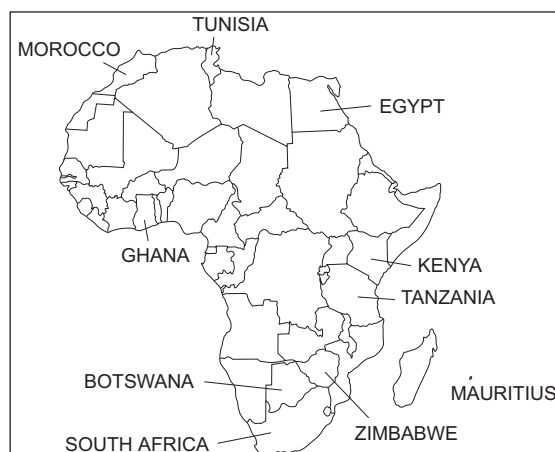 TUNISIA
MOROCCO
EGYPT
GHANA
KENYA
TANZANIA
BOTSWANA
MAURITIUS
ZIMBABWE
SOUTH AFRICA